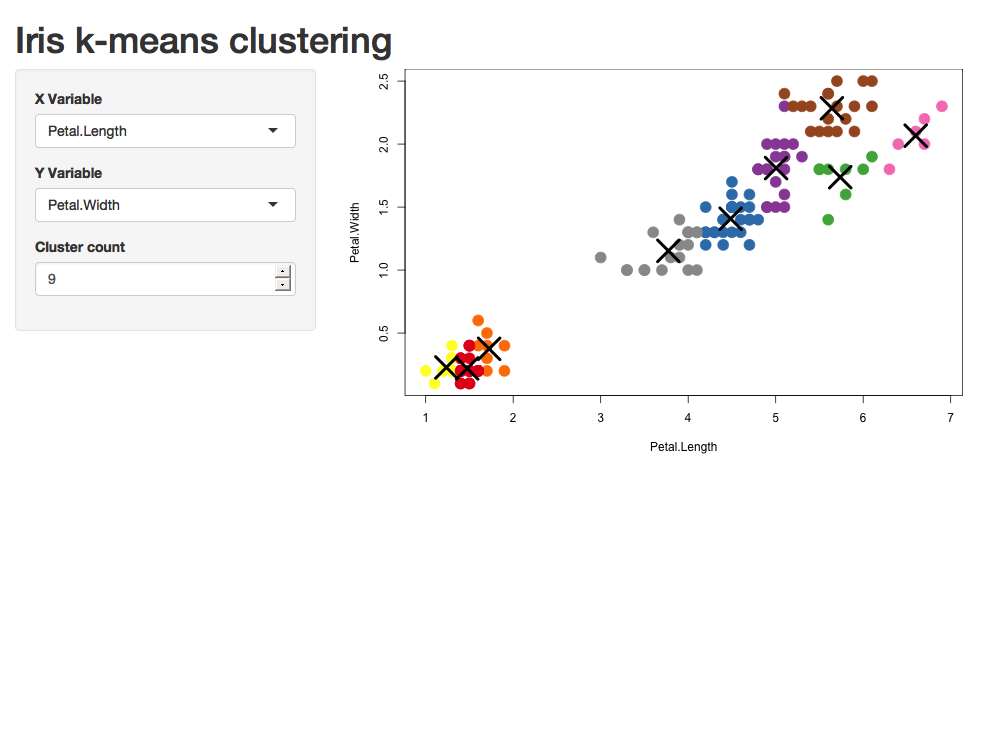 Iris k-means clustering
X Variable
Petal.Length
Y Variable
Petal.Width
Cluster count
9
Petal.Width
2.5
2.0
1.5
1.0
0.5
1 2 3 4 5 6 7
Petal.Length